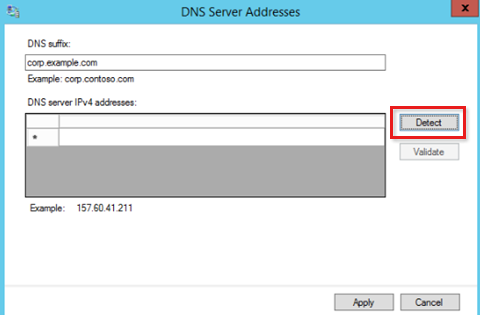 DNS Server Addresses
x
DNS suffix:
corp.example.com
Example: corp.contoso.com
DNS server IPv4 addresses:
Detect
*
Validate
Example: 157.60.41.211
Apply Cancel